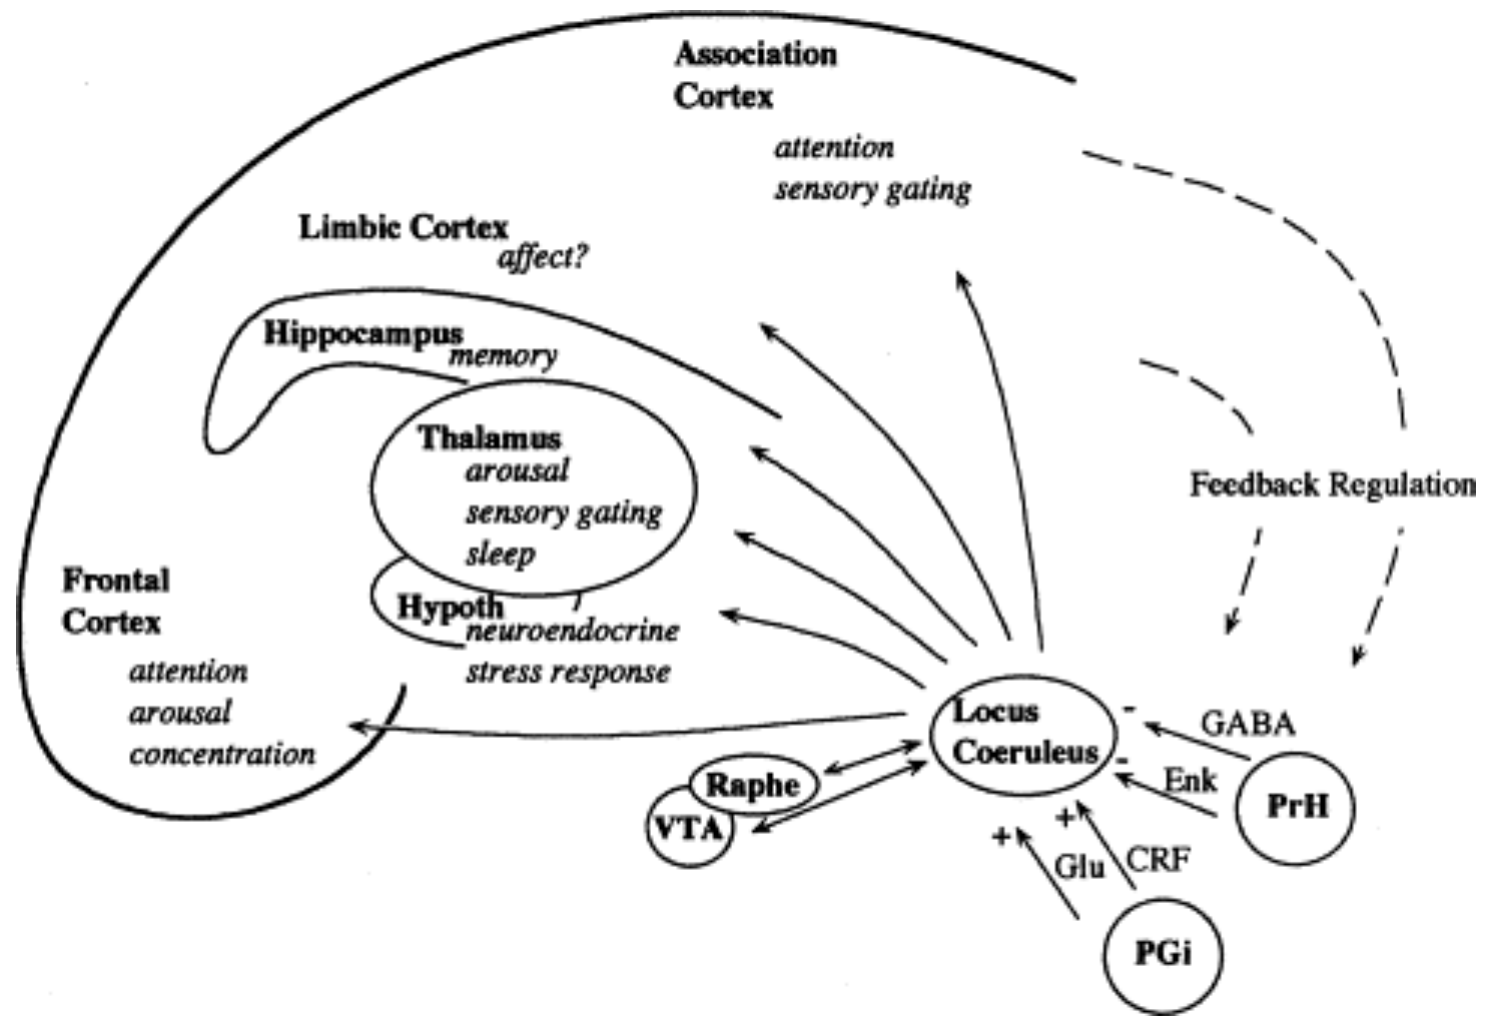 Association
Cortex
attention
sensory gating
Limbic Cortex
affect?
Hippocampus
memory
Thalamus
arousal
sensory gating
sleep
Feedback Regulation
Frontal
Cortex
attention
arousal
concentration
Hypoth
neuroendocrine
stress response
Locus
Coeruleus
-
GABA
-
Enk
PrH
Raphe
VTA
+
Glu
+
CRF
PGi